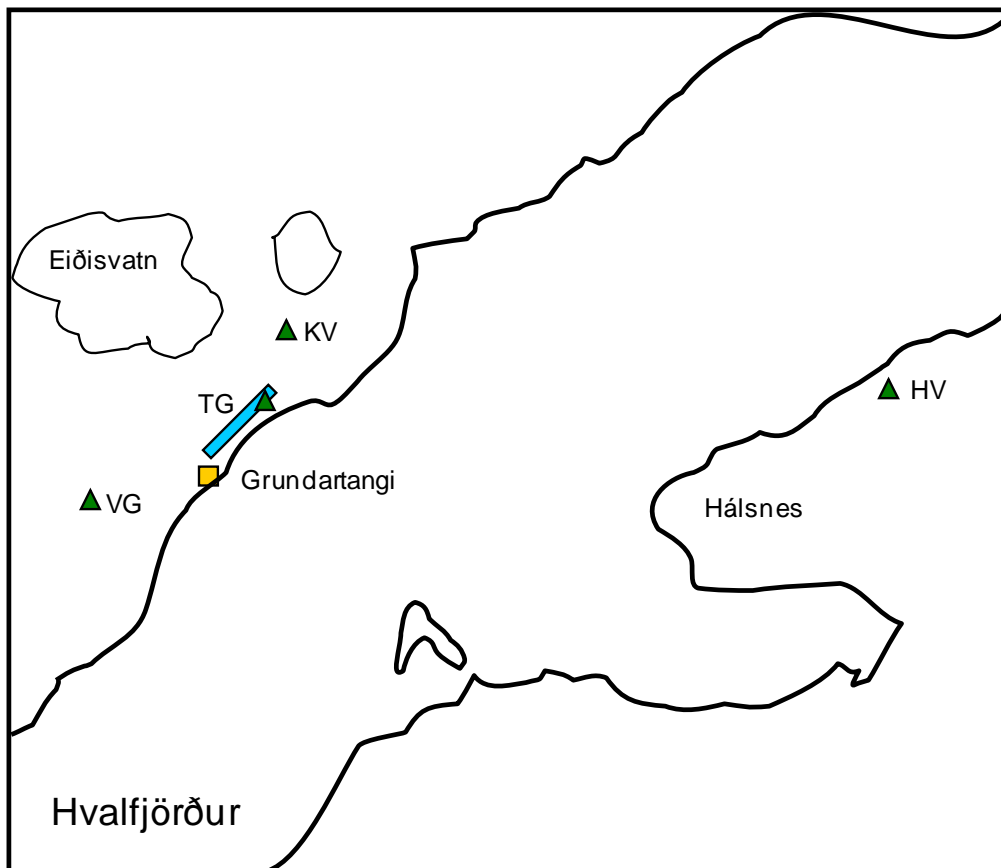 Eiðisvatn
KV
TG
HV
Grundartangi
VG
Hálsnes
Hvalfjörður